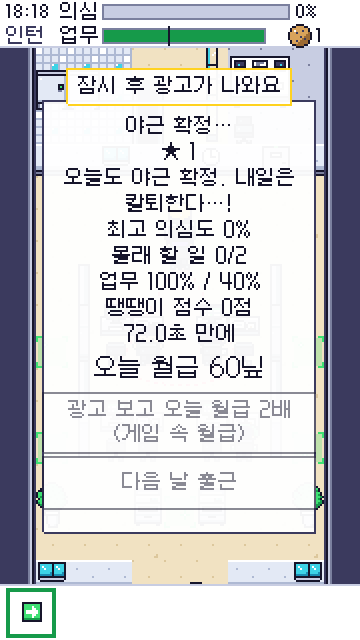 18:18 의심 0%
인턴 업무 1
잠시 후 광고가 나와요
야근 확정…
★ 1
오늘도 야근 확정. 내일은
칼퇴한다…!
최고 의심도 0%
몰래 할 일 0/2
업무 100% / 40%
땡땡이 점수 0점
72.0초 만에
오늘 월급 60닢
광고 보고 오늘 월급 2배
(게임 속 월급)
다음 날 출근